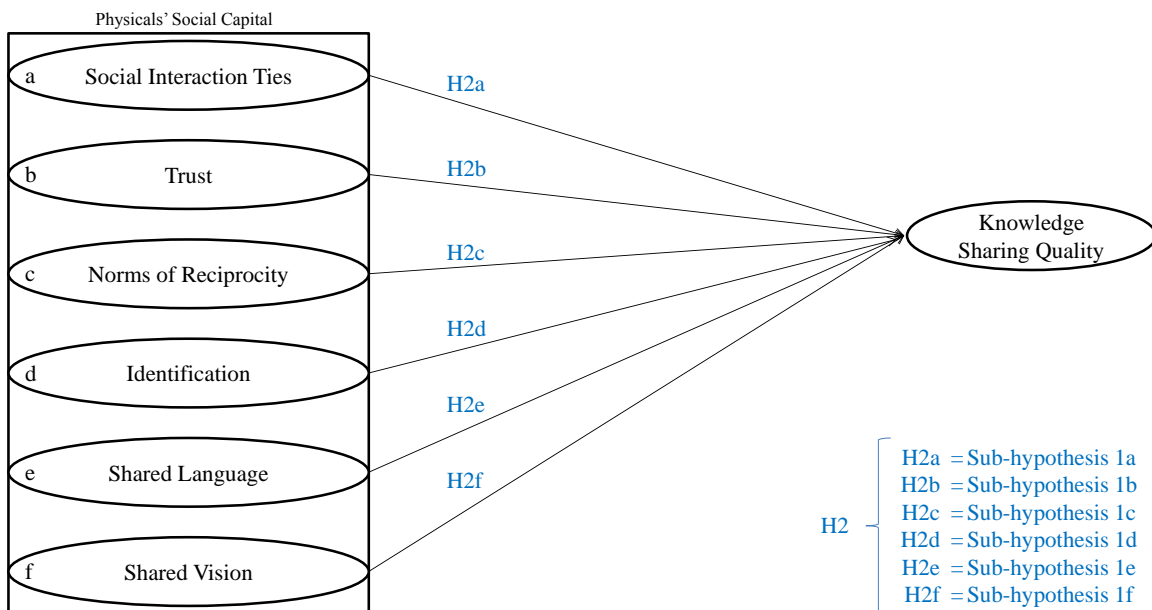 Physicals' Social Capital
a Social Interaction Ties
H2a
b Trust
H2b
c Norms of Reciprocity
H2c
d Identification
H2d
e Shared Language
H2e
f Shared Vision
H2f
Knowledge
Sharing Quality
H2
H2a = Sub-hypothesis 1a
H2b = Sub-hypothesis 1b
H2c = Sub-hypothesis 1c
H2d = Sub-hypothesis 1d
H2e = Sub-hypothesis 1e
H2f = Sub-hypothesis 1f